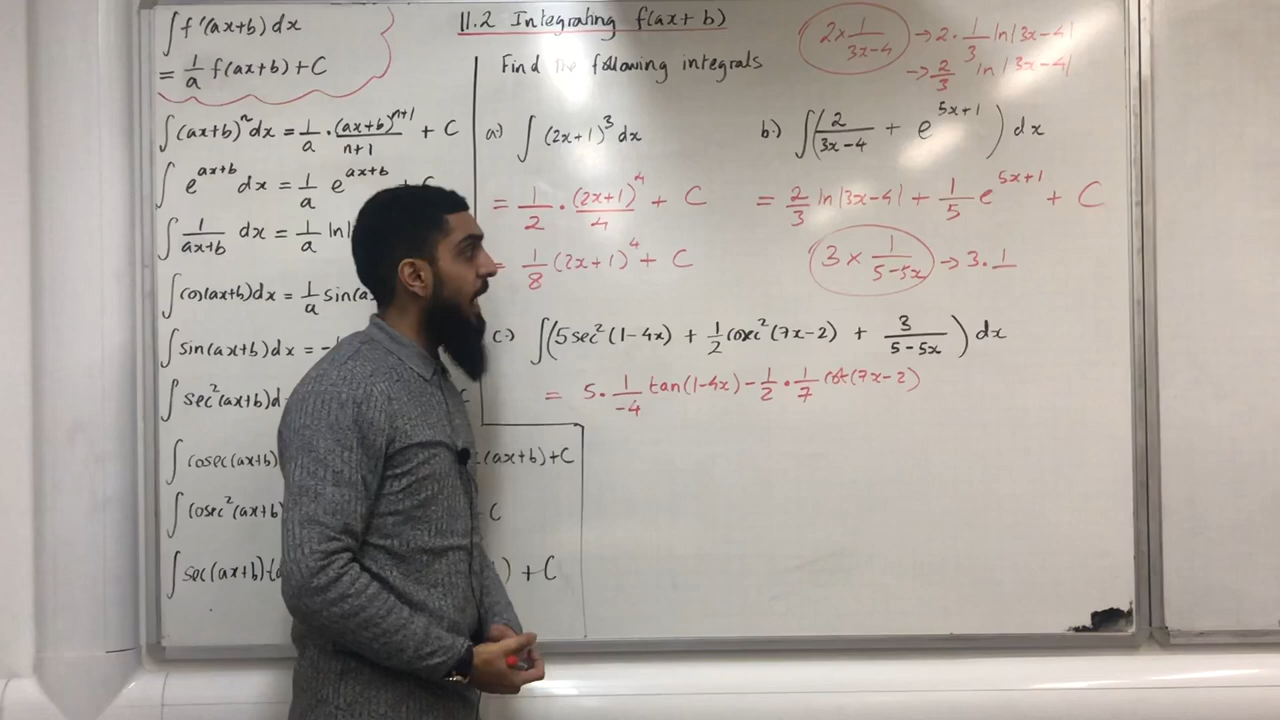 ∫ f'(ax+b) dx
= 1/a f(ax+b) + C
∫ (ax+b)^n dx = 1/a · (ax+b)^(n+1)/(n+1) + C
∫ e^(ax+b) dx = 1/a e^(ax+b)
∫ 1/(ax+b) dx = 1/a ln|
∫ cos(ax+b) dx = 1/a sin(a
∫ sin(ax+b) dx = -
∫ sec²(ax+b) d
∫ cosec(ax+b) (ax+b) + C
∫ cosec²(ax+b C
∫ sec(ax+b) ) + C
11.2 Integrating f(ax+b)
Find the following integrals
a.) ∫ (2x+1)³ dx
= 1/2 · (2x+1)⁴/4 + C
= 1/8 (2x+1)⁴ + C
2 × 1/(3x-4) → 2 · 1/3 ln|3x-4|
→ 2/3 ln|3x-4|
b.) ∫ (2/(3x-4) + e^(5x+1)) dx
= 2/3 ln|3x-4| + 1/5 e^(5x+1) + C
3 × 1/(5-5x) → 3 · 1
c.) ∫ (5sec²(1-4x) + 1/2 cosec²(7x-2) + 3/(5-5x)) dx
= 5 · 1/-4 tan(1-4x) - 1/2 · 1/7 cot(7x-2)